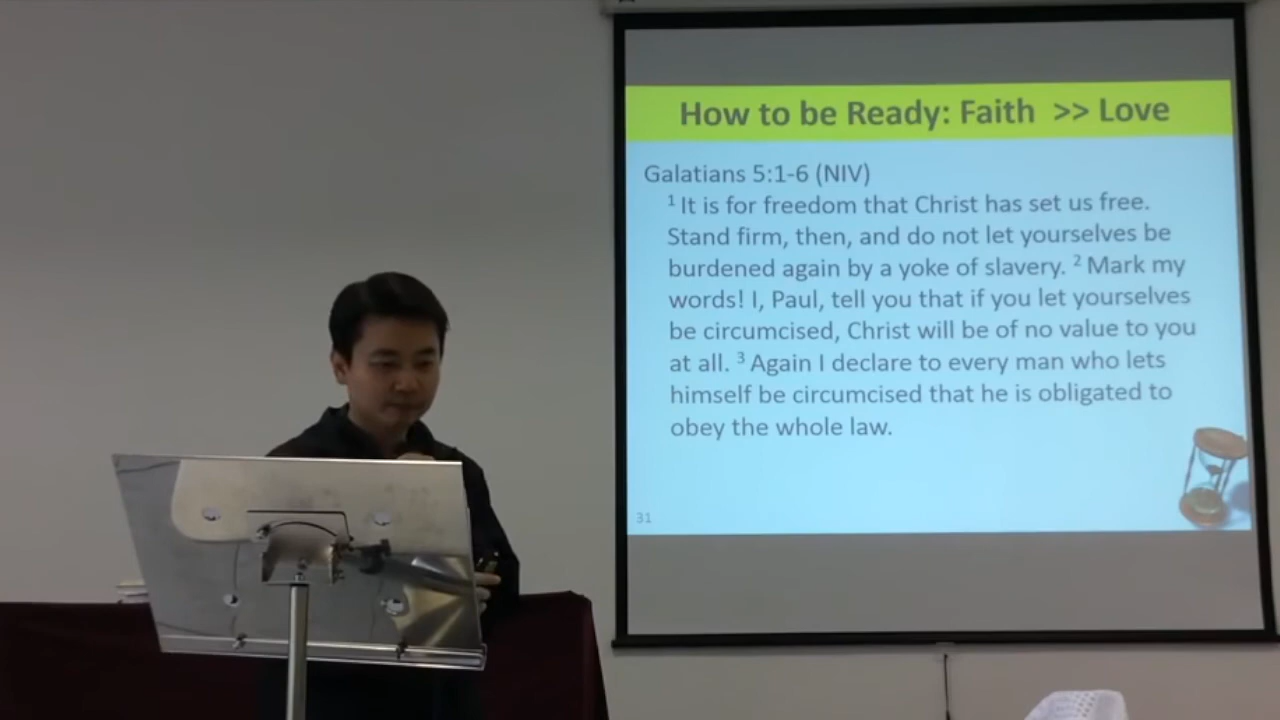 How to be Ready: Faith >> Love
Galatians 5:1-6 (NIV)
1 It is for freedom that Christ has set us free.
Stand firm, then, and do not let yourselves be
burdened again by a yoke of slavery. 2 Mark my
words! I, Paul, tell you that if you let yourselves
be circumcised, Christ will be of no value to you
at all. 3 Again I declare to every man who lets
himself be circumcised that he is obligated to
obey the whole law.
31